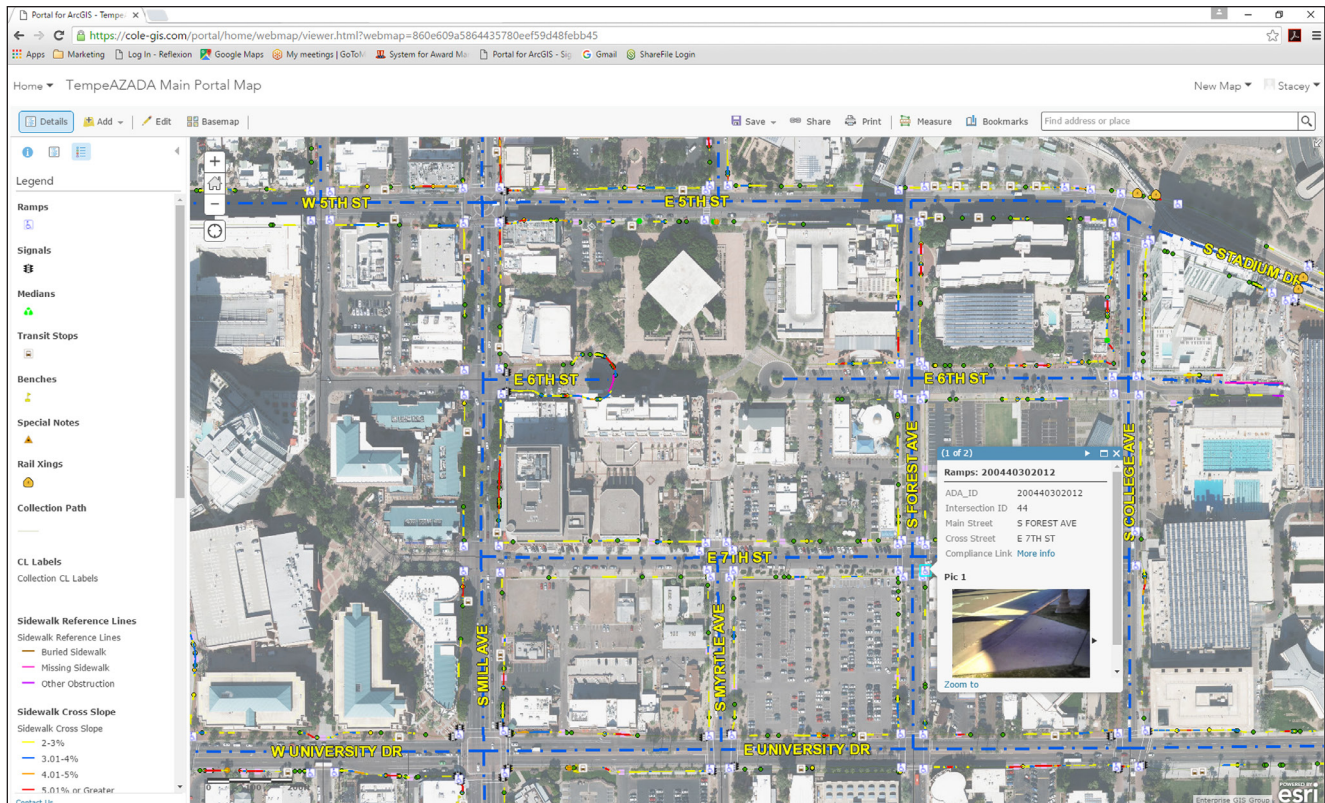 Portal for ArcGIS - Tempe
https://cole-gis.com/portal/home/webmap/viewer.html?webmap=860e609a5864435780eef59d48febb45
Apps Marketing Log In - Reflexion Google Maps My meetings | GoToM System for Award Ma Portal for ArcGIS - Sig Gmail ShareFile Login
Home TempeAZADA Main Portal Map New Map Stacey
Details Add Edit Basemap Save Share Print Measure Bookmarks Find address or place
Legend
Ramps
Signals
Medians
Transit Stops
Benches
Special Notes
Rail Xings
Collection Path
CL Labels
Collection CL Labels
Sidewalk Reference Lines
Sidewalk Reference Lines
Buried Sidewalk
Missing Sidewalk
Other Obstruction
Sidewalk Cross Slope
Sidewalk Cross Slope
2-3%
3.01-4%
4.01-5%
5.01% or Greater
Contact Us
W 5TH ST
E 5TH ST
S STADIUM DR
E 6TH ST
E 6TH ST
S FOREST AVE
S COLLEGE AVE
E 7TH ST
S MILL AVE
S MYRTLE AVE
W UNIVERSITY DR
E UNIVERSITY DR
(1 of 2)
Ramps: 200440302012
ADA_ID 200440302012
Intersection ID 44
Main Street S FOREST AVE
Cross Street E 7TH ST
Compliance Link More info
Pic 1
Zoom to
Enterprise GIS Group
POWERED BY
esri